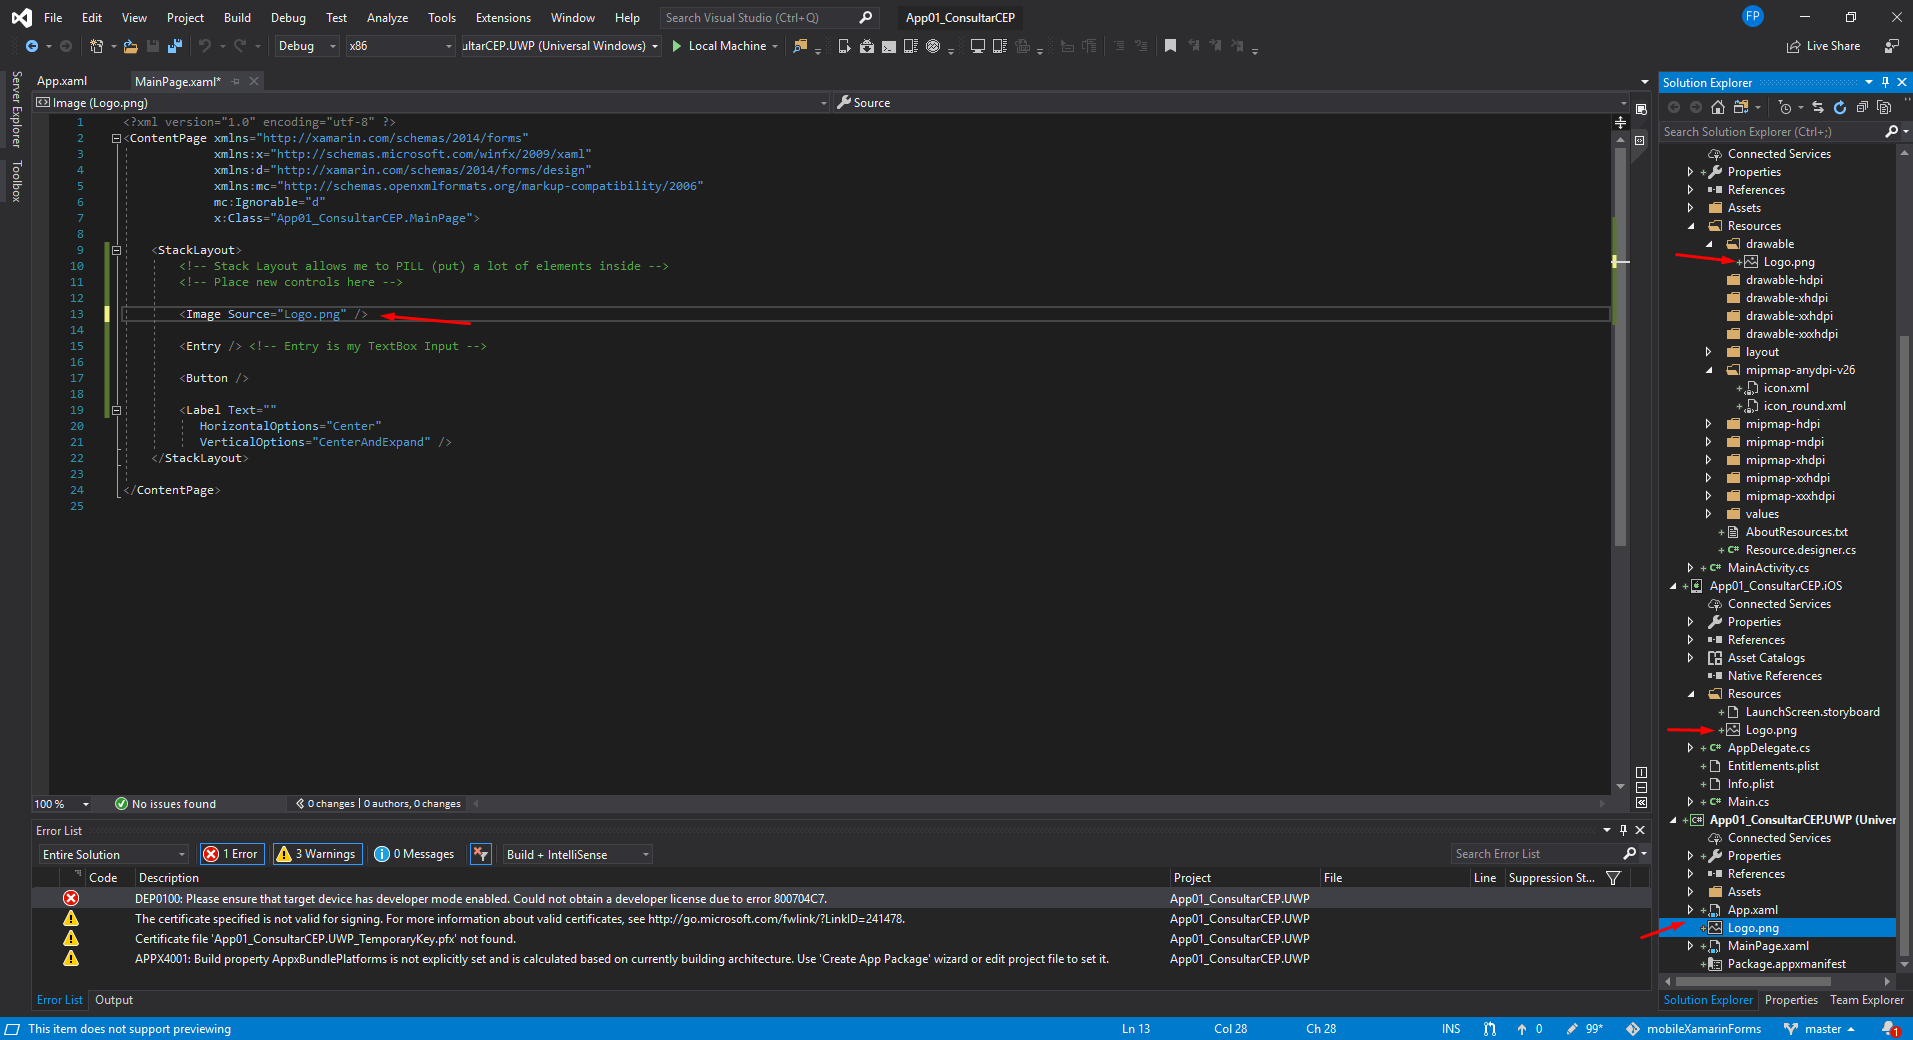 File Edit View Project Build Debug Test Analyze Tools Extensions Window Help Search Visual Studio (Ctrl+Q) App01_ConsultarCEP FP
Debug x86 ultarCEP.UWP (Universal Windows) Local Machine Live Share
Server Explorer
Toolbox
App.xaml MainPage.xaml*
Image (Logo.png) Source
1 <?xml version="1.0" encoding="utf-8" ?>
2 <ContentPage xmlns="http://xamarin.com/schemas/2014/forms"
3 xmlns:x="http://schemas.microsoft.com/winfx/2009/xaml"
4 xmlns:d="http://xamarin.com/schemas/2014/forms/design"
5 xmlns:mc="http://schemas.openxmlformats.org/markup-compatibility/2006"
6 mc:Ignorable="d"
7 x:Class="App01_ConsultarCEP.MainPage">
8
9 <StackLayout>
10 <!-- Stack Layout allows me to PILL (put) a lot of elements inside -->
11 <!-- Place new controls here -->
12
13 <Image Source="Logo.png" />
14
15 <Entry /> <!-- Entry is my TextBox Input -->
16
17 <Button />
18
19 <Label Text=""
20 HorizontalOptions="Center"
21 VerticalOptions="CenterAndExpand" />
22 </StackLayout>
23
24 </ContentPage>
25
100 % No issues found 0 changes | 0 authors, 0 changes
Error List
Entire Solution 1 Error 3 Warnings 0 Messages Build + IntelliSense Search Error List
Code Description Project File Line Suppression St...
DEP0100: Please ensure that target device has developer mode enabled. Could not obtain a developer license due to error 800704C7. App01_ConsultarCEP.UWP
The certificate specified is not valid for signing. For more information about valid certificates, see http://go.microsoft.com/fwlink/?LinkID=241478. App01_ConsultarCEP.UWP
Certificate file 'App01_ConsultarCEP.UWP_TemporaryKey.pfx' not found. App01_ConsultarCEP.UWP
APPX4001: Build property AppxBundlePlatforms is not explicitly set and is calculated based on currently building architecture. Use 'Create App Package' wizard or edit project file to set it. App01_ConsultarCEP.UWP
Error List Output
Solution Explorer
Search Solution Explorer (Ctrl+;)
Connected Services
Properties
References
Assets
Resources
drawable
Logo.png
drawable-hdpi
drawable-xhdpi
drawable-xxhdpi
drawable-xxxhdpi
layout
mipmap-anydpi-v26
icon.xml
icon_round.xml
mipmap-hdpi
mipmap-mdpi
mipmap-xhdpi
mipmap-xxhdpi
mipmap-xxxhdpi
values
AboutResources.txt
C# Resource.designer.cs
C# MainActivity.cs
App01_ConsultarCEP.iOS
Connected Services
Properties
References
Asset Catalogs
Native References
Resources
LaunchScreen.storyboard
Logo.png
C# AppDelegate.cs
Entitlements.plist
Info.plist
C# Main.cs
C# App01_ConsultarCEP.UWP (Univer
Connected Services
Properties
References
Assets
App.xaml
Logo.png
MainPage.xaml
Package.appxmanifest
Solution Explorer Properties Team Explorer
This item does not support previewing Ln 13 Col 28 Ch 28 INS 0 99* mobileXamarinForms master 1